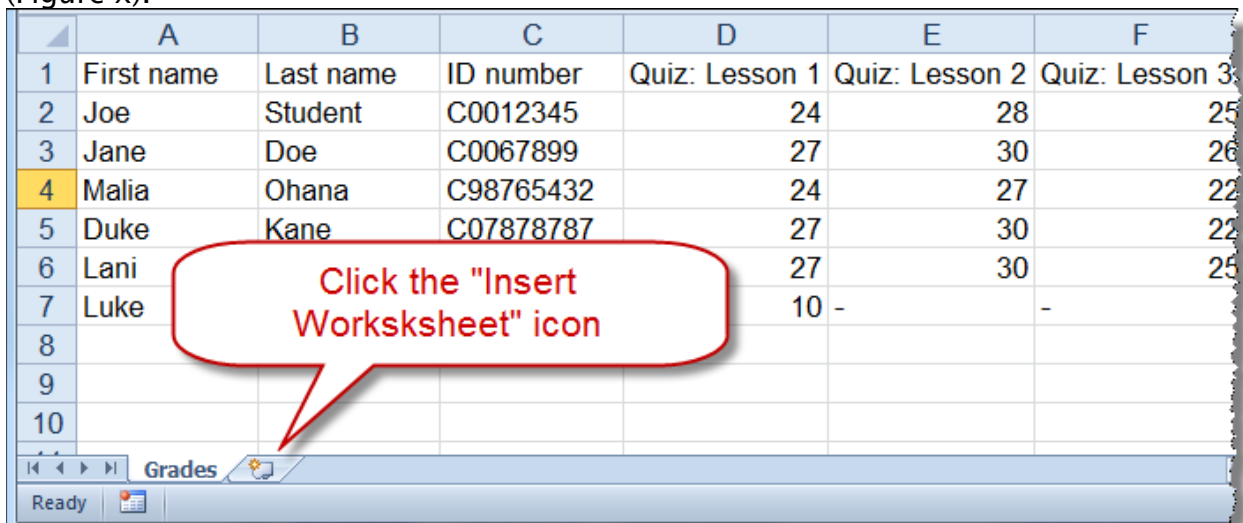 (Figure x).
A B C D E F
1 First name Last name ID number Quiz: Lesson 1 Quiz: Lesson 2 Quiz: Lesson 3
2 Joe Student C0012345 24 28 25
3 Jane Doe C0067899 27 30 26
4 Malia Ohana C98765432 24 27 22
5 Duke Kane C07878787 27 30 22
6 Lani 27 30 25
7 Luke 10 - -
Click the "Insert
Worksksheet" icon
8
9
10
Grades
Ready